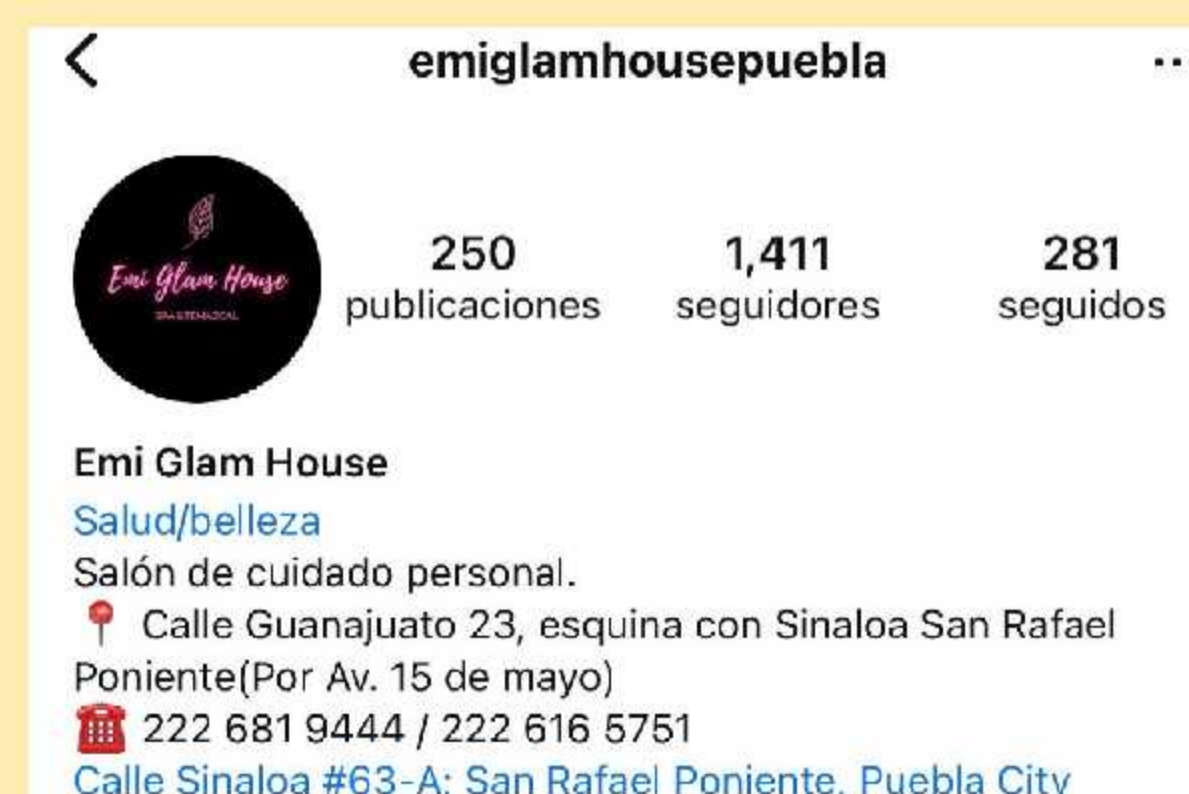 emiglamhousepuebla
Emi Glam House
250
publicaciones
1,411
seguidores
281
seguidos
Emi Glam House
Salud/belleza
Salón de cuidado personal.
Calle Guanajuato 23, esquina con Sinaloa San Rafael
Poniente(Por Av. 15 de mayo)
222 681 9444 / 222 616 5751
Calle Sinaloa #63-A; San Rafael Poniente, Puebla City